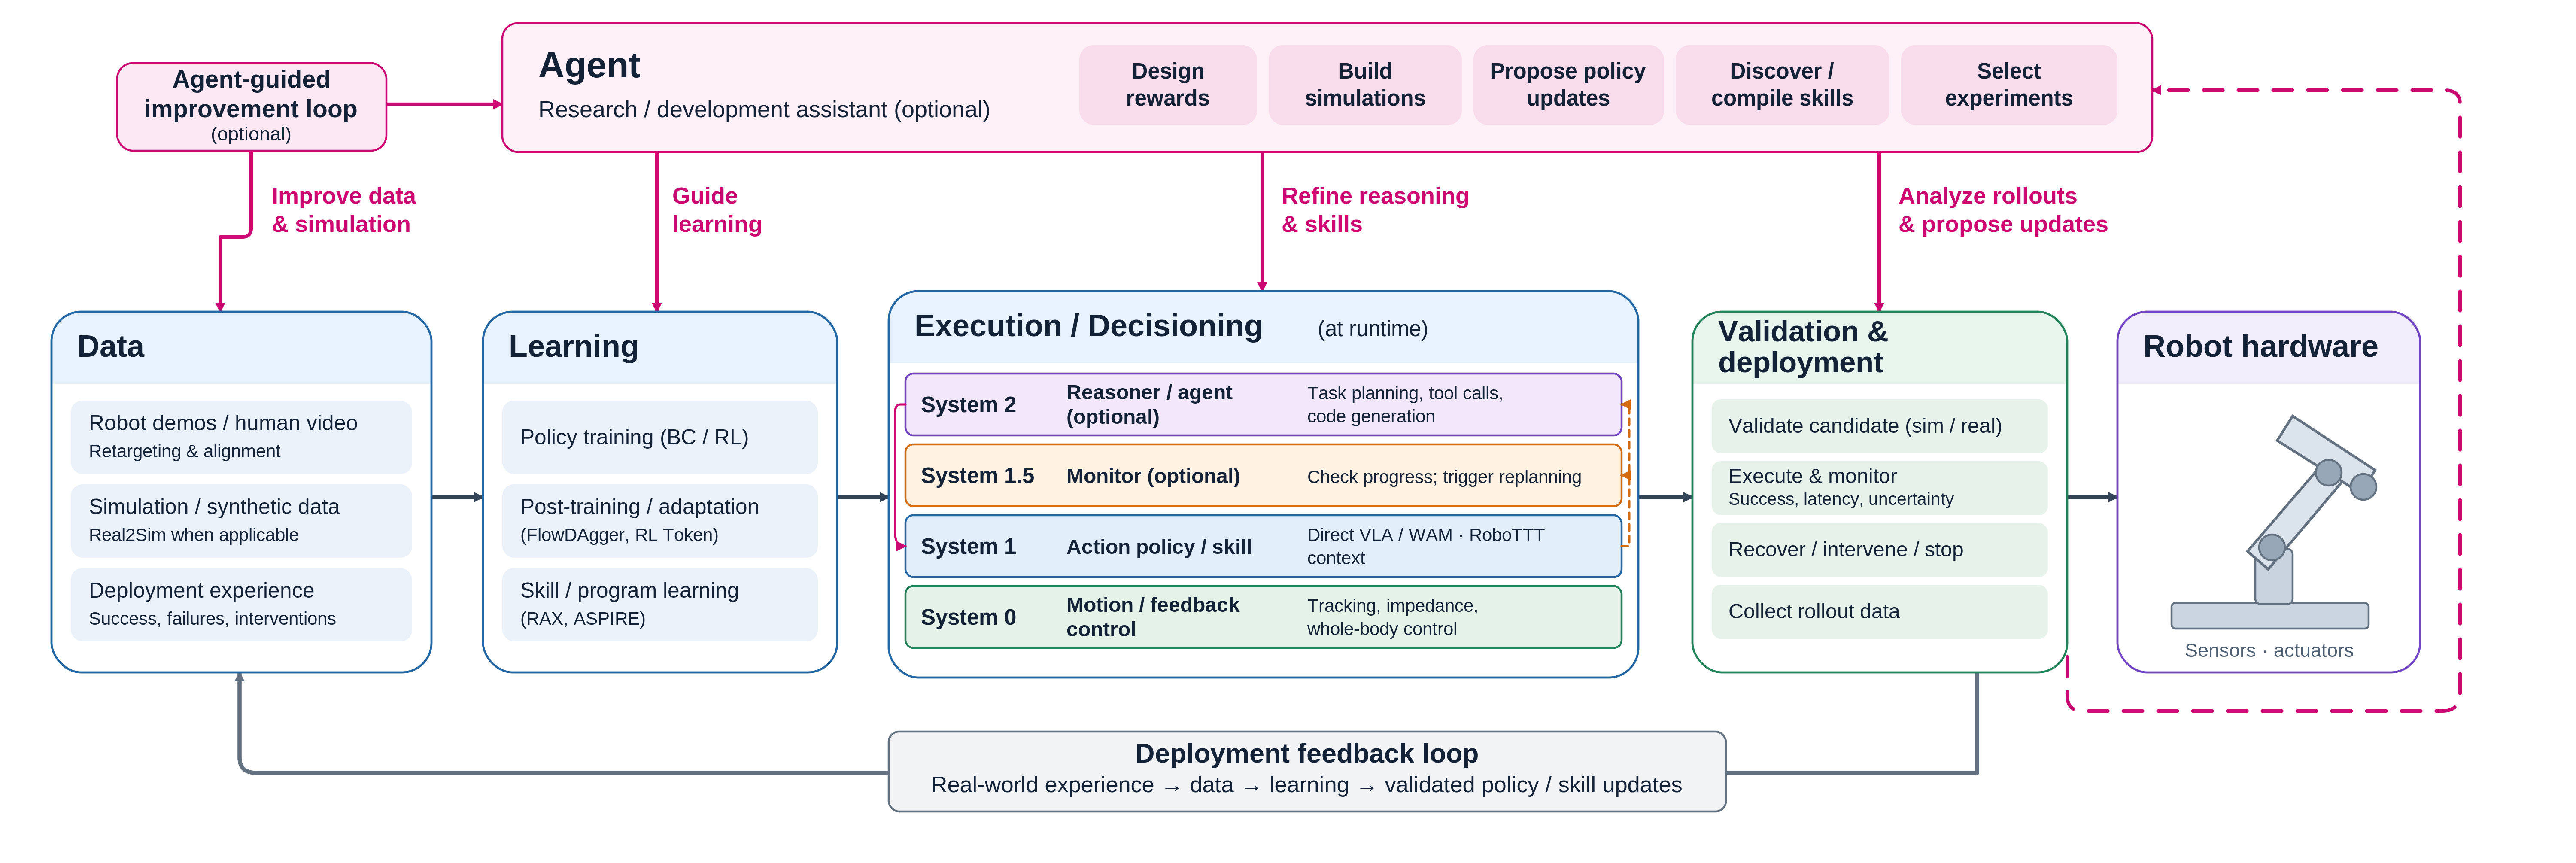 Agent-guided
improvement loop
(optional)
Agent
Research / development assistant (optional)
Design
rewards
Build
simulations
Propose policy
updates
Discover /
compile skills
Select
experiments
Improve data
& simulation
Guide
learning
Refine reasoning
& skills
Analyze rollouts
& propose updates
Data
Robot demos / human video
Retargeting & alignment
Simulation / synthetic data
Real2Sim when applicable
Deployment experience
Success, failures, interventions
Learning
Policy training (BC / RL)
Post-training / adaptation
(FlowDAgger, RL Token)
Skill / program learning
(RAX, ASPIRE)
Execution / Decisioning (at runtime)
System 2
Reasoner / agent
(optional)
Task planning, tool calls,
code generation
System 1.5
Monitor (optional)
Check progress; trigger replanning
System 1
Action policy / skill
Direct VLA / WAM · RoboTTT
context
System 0
Motion / feedback
control
Tracking, impedance,
whole-body control
Validation &
deployment
Validate candidate (sim / real)
Execute & monitor
Success, latency, uncertainty
Recover / intervene / stop
Collect rollout data
Robot hardware
Sensors · actuators
Deployment feedback loop
Real-world experience → data → learning → validated policy / skill updates